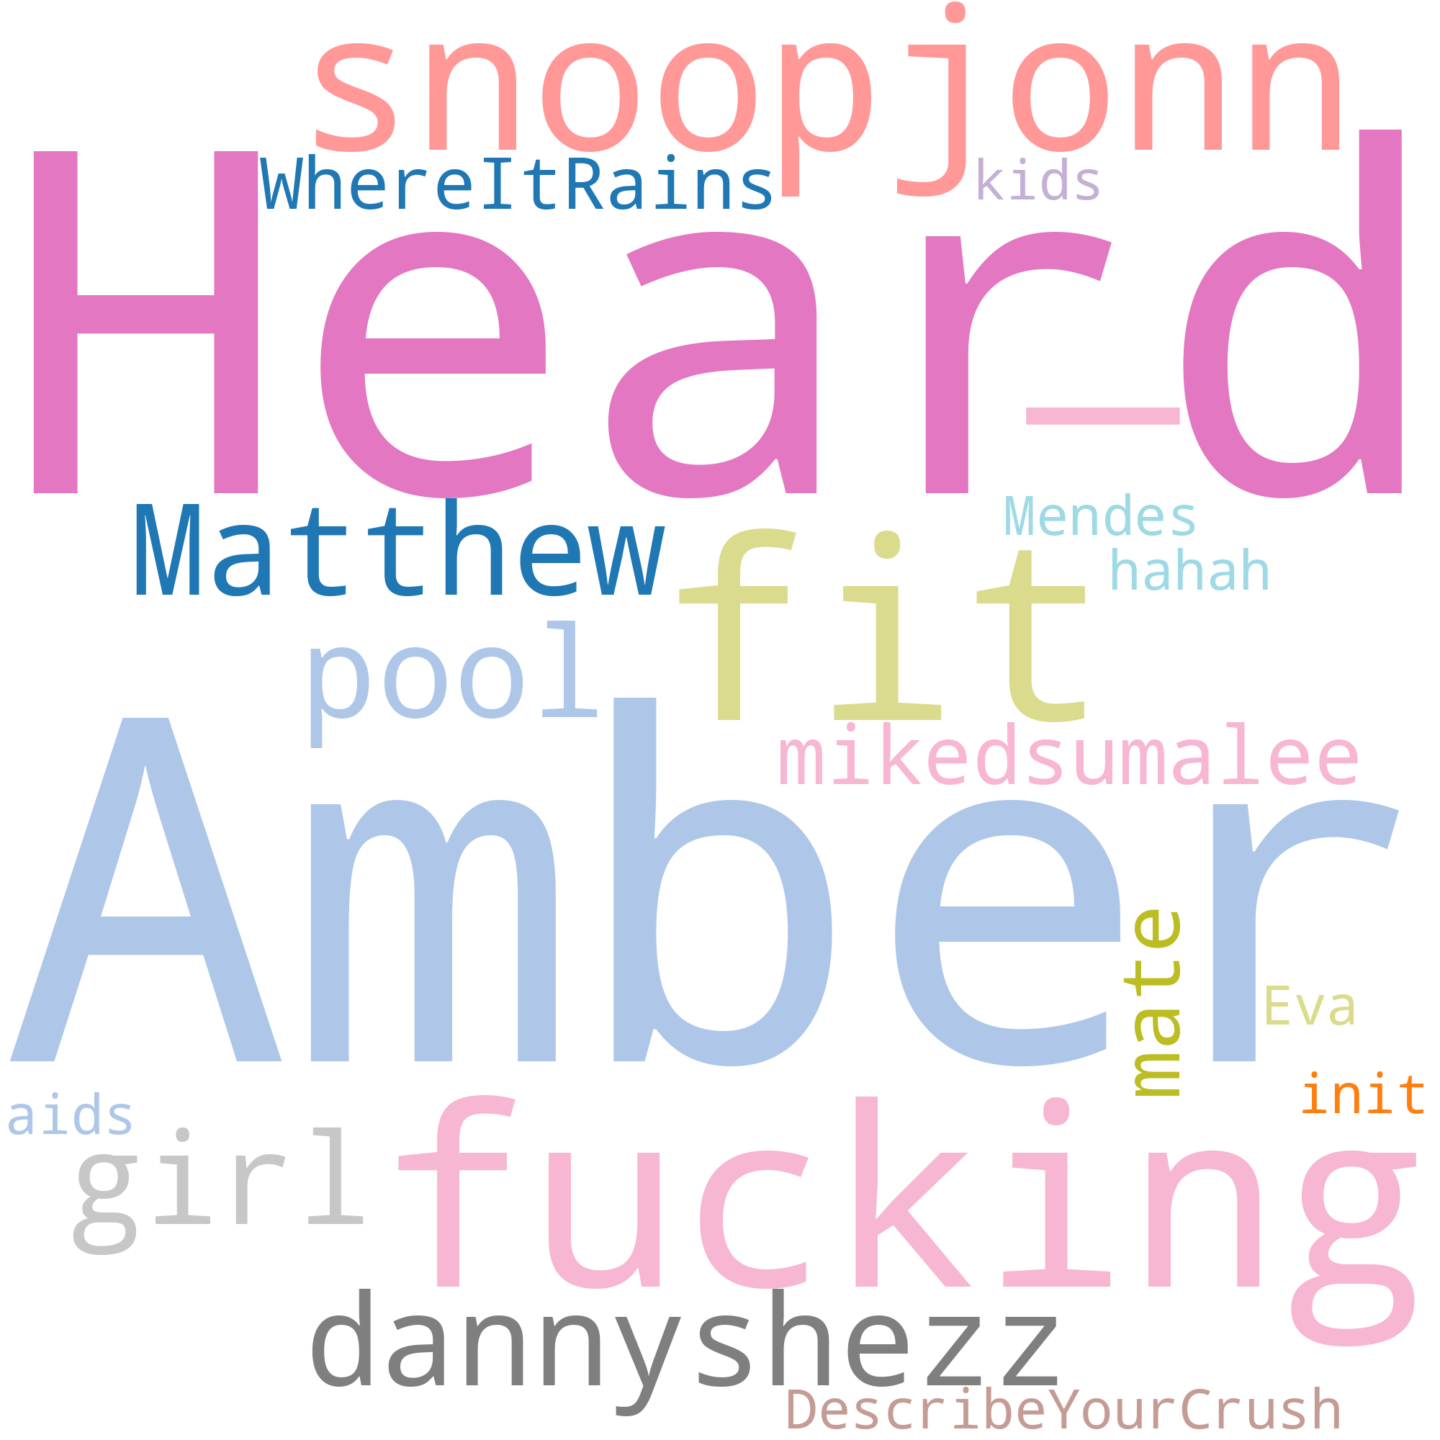 snoopjonn
WhereItRains
kids
Heard
_
Matthew
fit
Mendes
hahah
pool
mikedsumalee
Amber
mate
Eva
init
aids
girl
fucking
dannyshezz
DescribeYourCrush